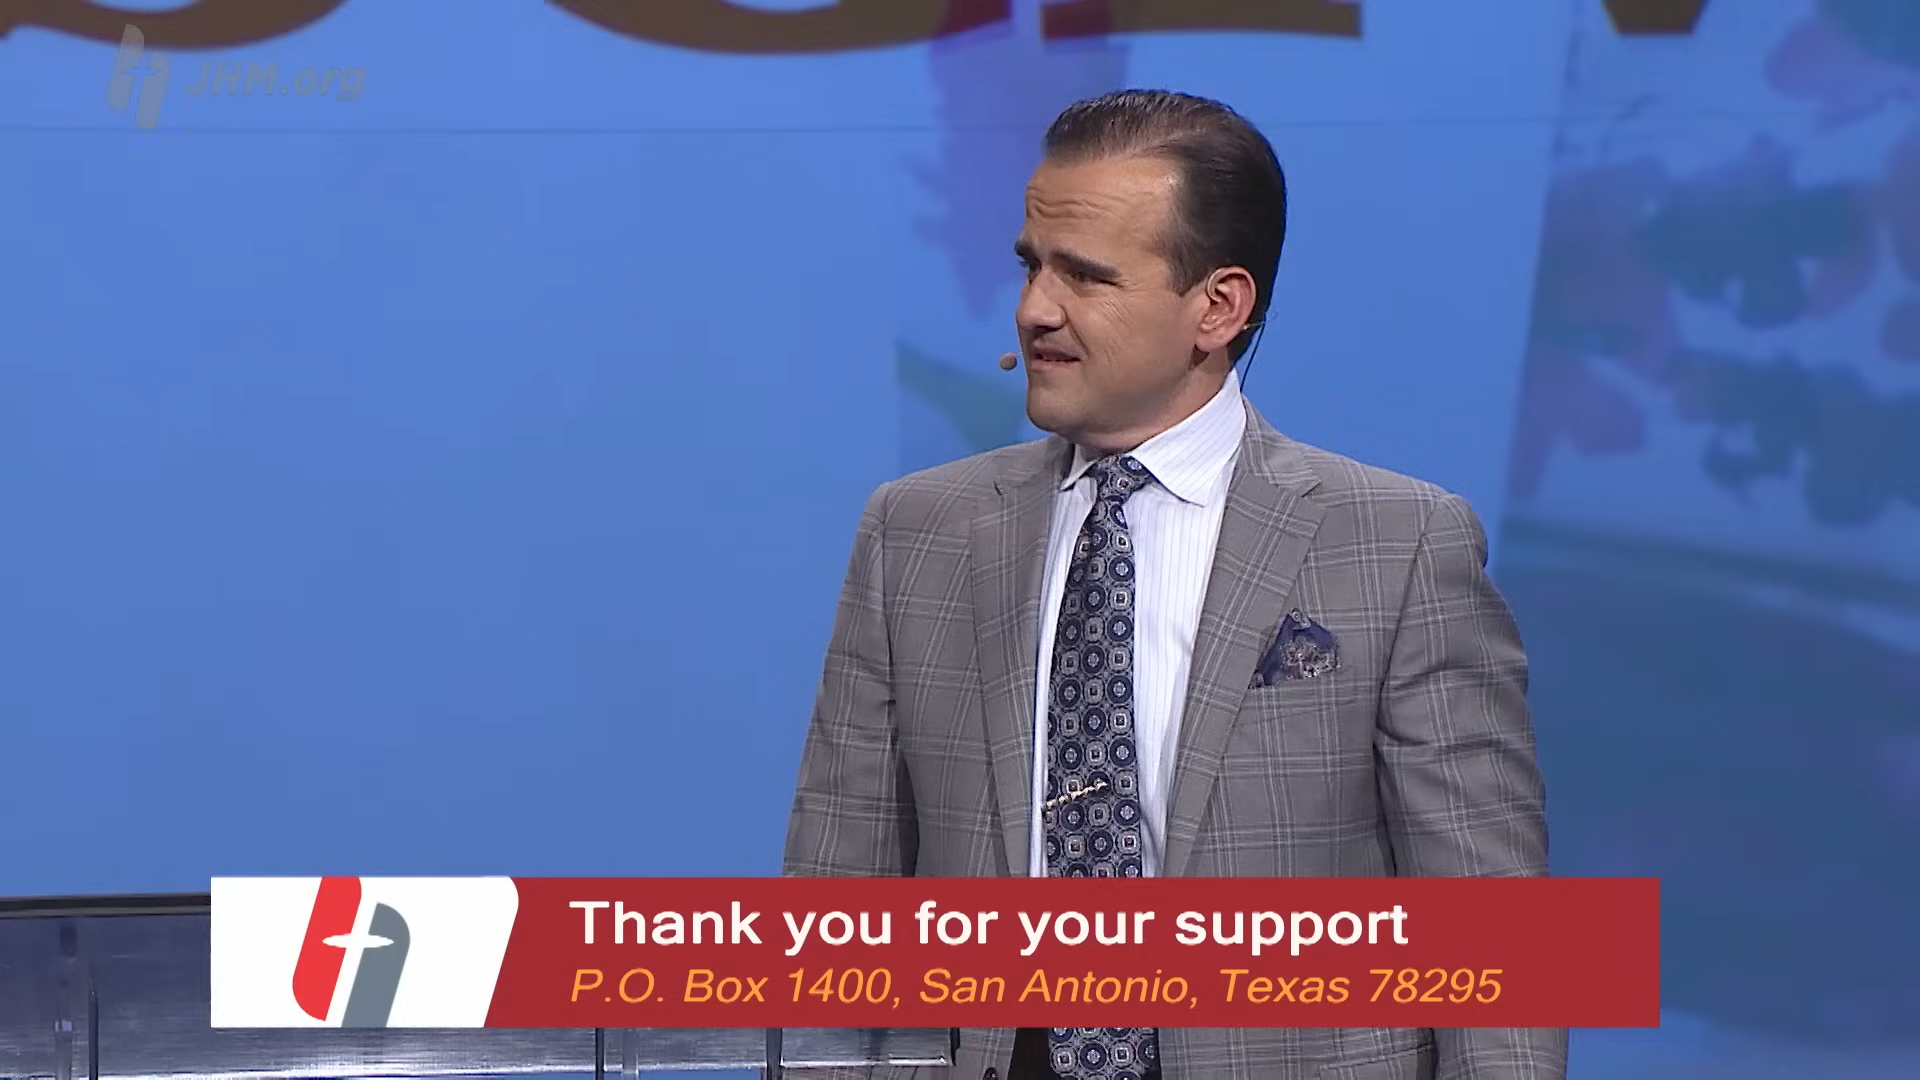 JHM.org
Thank you for your support
P.O. Box 1400, San Antonio, Texas 78295